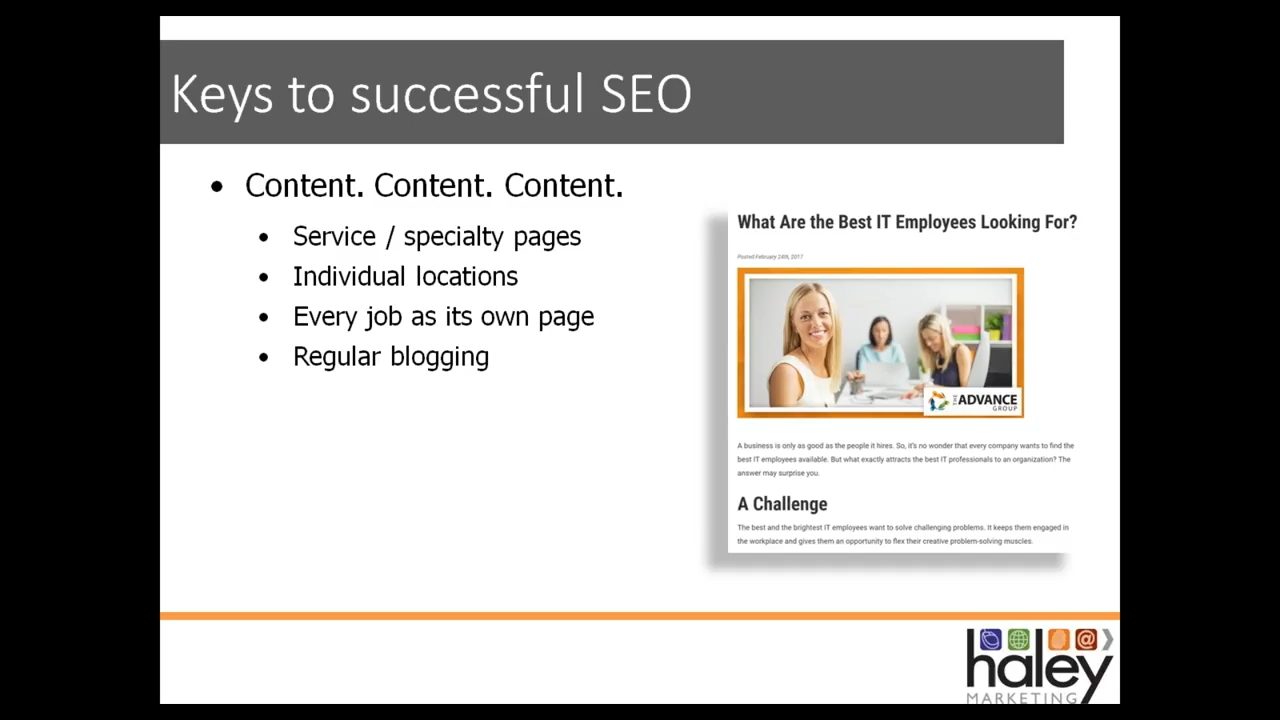 Keys to successful SEO
• Content. Content. Content.
• Service / specialty pages
• Individual locations
• Every job as its own page
• Regular blogging
What Are the Best IT Employees Looking For?
Posted February 24th, 2017
THE ADVANCE
GROUP
A business is only as good as the people it hires. So, it's no wonder that every company wants to find the
best IT employees available. But what exactly attracts the best IT professionals to an organization? The
answer may surprise you.
A Challenge
The best and the brightest IT employees want to solve challenging problems. It keeps them engaged in
the workplace and gives them an opportunity to flex their creative problem-solving muscles.
haley
MARKETING